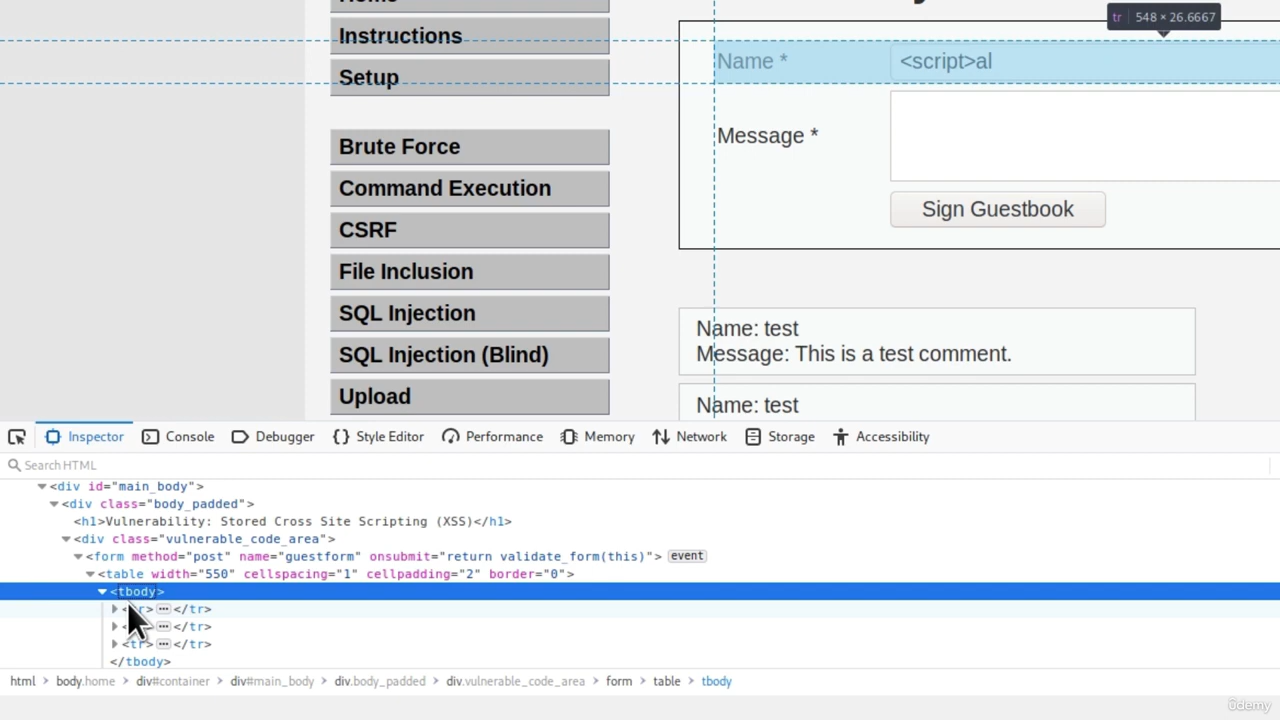 tr 548 × 26.6667
Instructions
Name * <script>al
Setup
Message *
Brute Force
Command Execution
Sign Guestbook
CSRF
File Inclusion
SQL Injection
Name: test
Message: This is a test comment.
SQL Injection (Blind)
Upload
Name: test
Inspector Console Debugger {} Style Editor Performance Memory Network Storage Accessibility
Search HTML
<div id="main_body">
<div class="body_padded">
<h1>Vulnerability: Stored Cross Site Scripting (XSS)</h1>
<div class="vulnerable_code_area">
<form method="post" name="guestform" onsubmit="return validate_form(this)"> event
<table width="550" cellspacing="1" cellpadding="2" border="0">
<tbody>
<tr> ••• </tr>
••• </tr>
<tr> ••• </tr>
</tbody>
html > body.home > div#container > div#main_body > div.body_padded > div.vulnerable_code_area > form > table > tbody
ûdemy